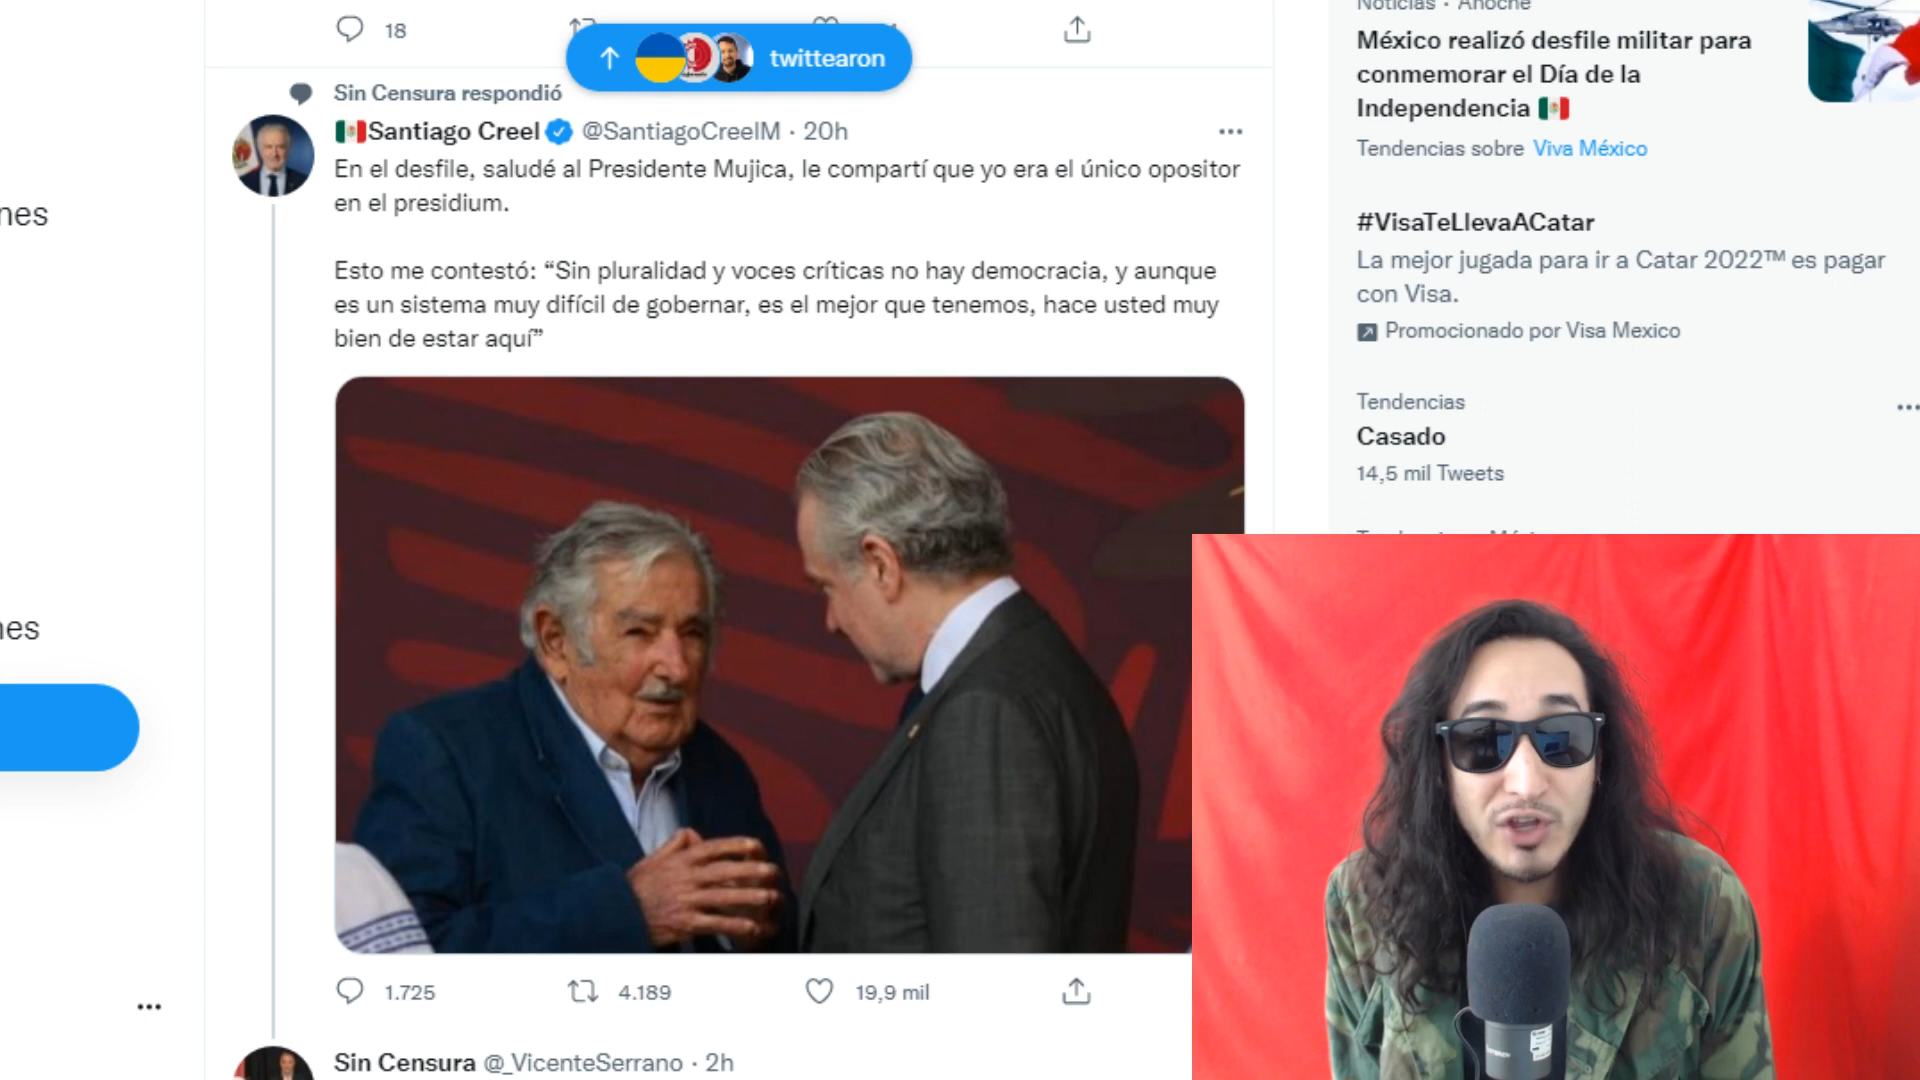 18
twittearon
Sin Censura respondió
🇲🇽Santiago Creel @SantiagoCreelM · 20h
En el desfile, saludé al Presidente Mujica, le compartí que yo era el único opositor
en el presidium.
Esto me contestó: “Sin pluralidad y voces críticas no hay democracia, y aunque
es un sistema muy difícil de gobernar, es el mejor que tenemos, hace usted muy
bien de estar aquí”
1.725
4.189
19,9 mil
Sin Censura @_VicenteSerrano · 2h
nes
nes
Noticias · Anoche
México realizó desfile militar para
conmemorar el Día de la
Independencia 🇲🇽
Tendencias sobre Viva México
#VisaTeLlevaACatar
La mejor jugada para ir a Catar 2022™ es pagar
con Visa.
Promocionado por Visa Mexico
Tendencias
Casado
14,5 mil Tweets